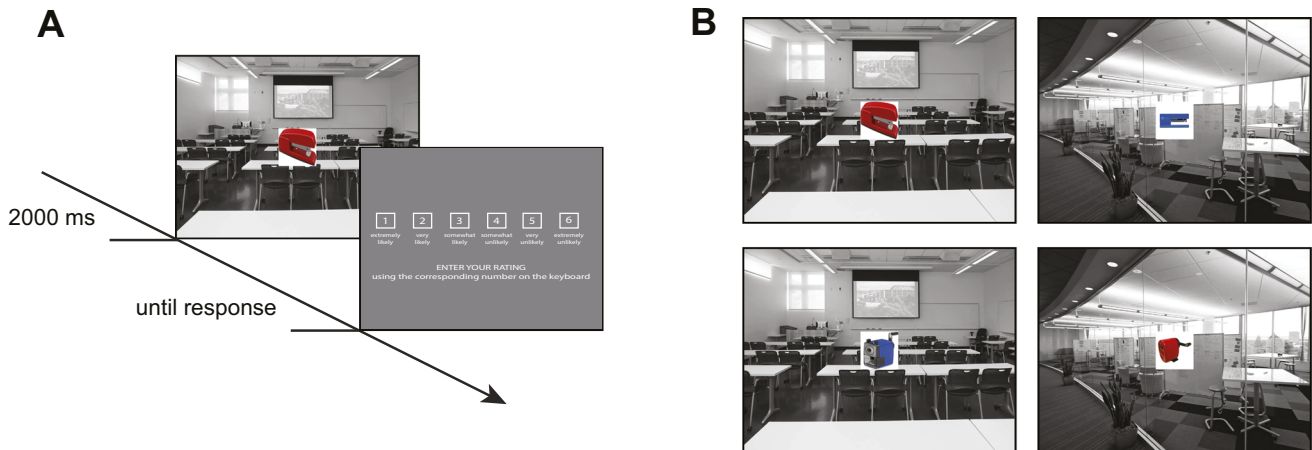 A
2000 ms
until response
1 2 3 4 5 6
extremely likely very likely somewhat likely somewhat unlikely very unlikely extremely unlikely
ENTER YOUR RATING
using the corresponding number on the keyboard
B